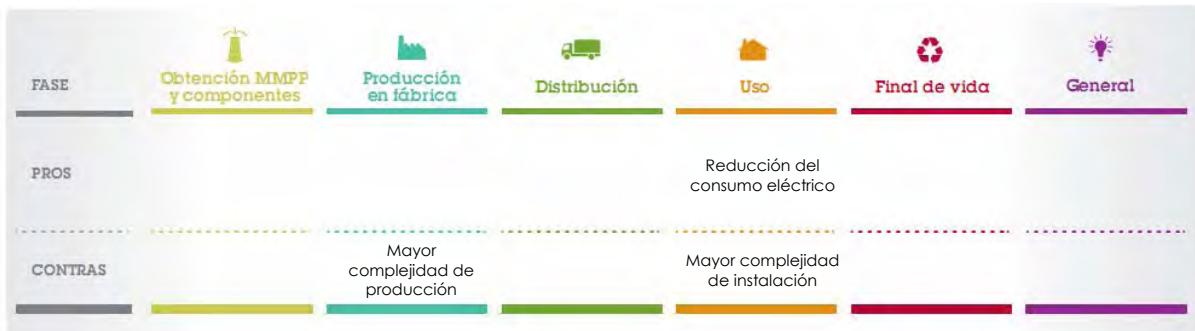 FASE
Obtención MMPP
y componentes
Producción
en fábrica
Distribución
Uso
Final de vida
General
PROS
Reducción del
consumo eléctrico
CONTRAS
Mayor
complejidad de
producción
Mayor complejidad
de instalación